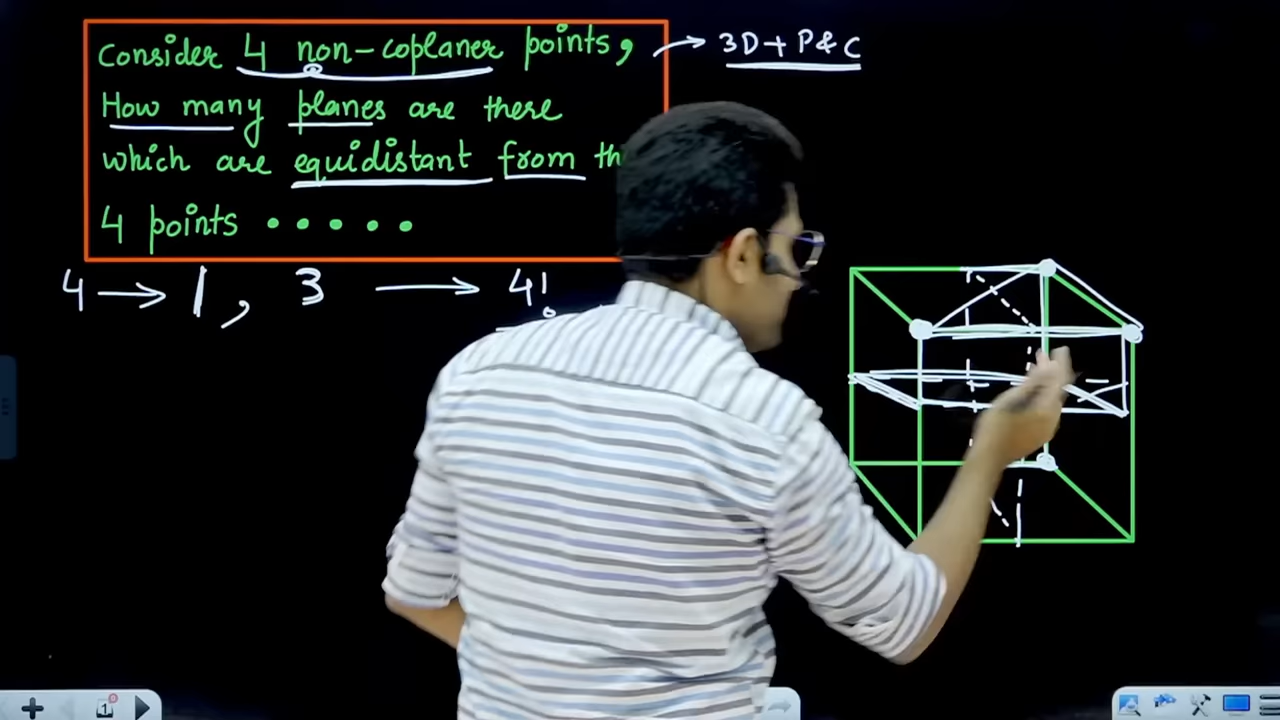 Consider 4 non-coplaner points,
→ 3D + P & C
How many planes are there
which are equidistant from
4 points • • • • •
4 → 1, 3 → 4!
1